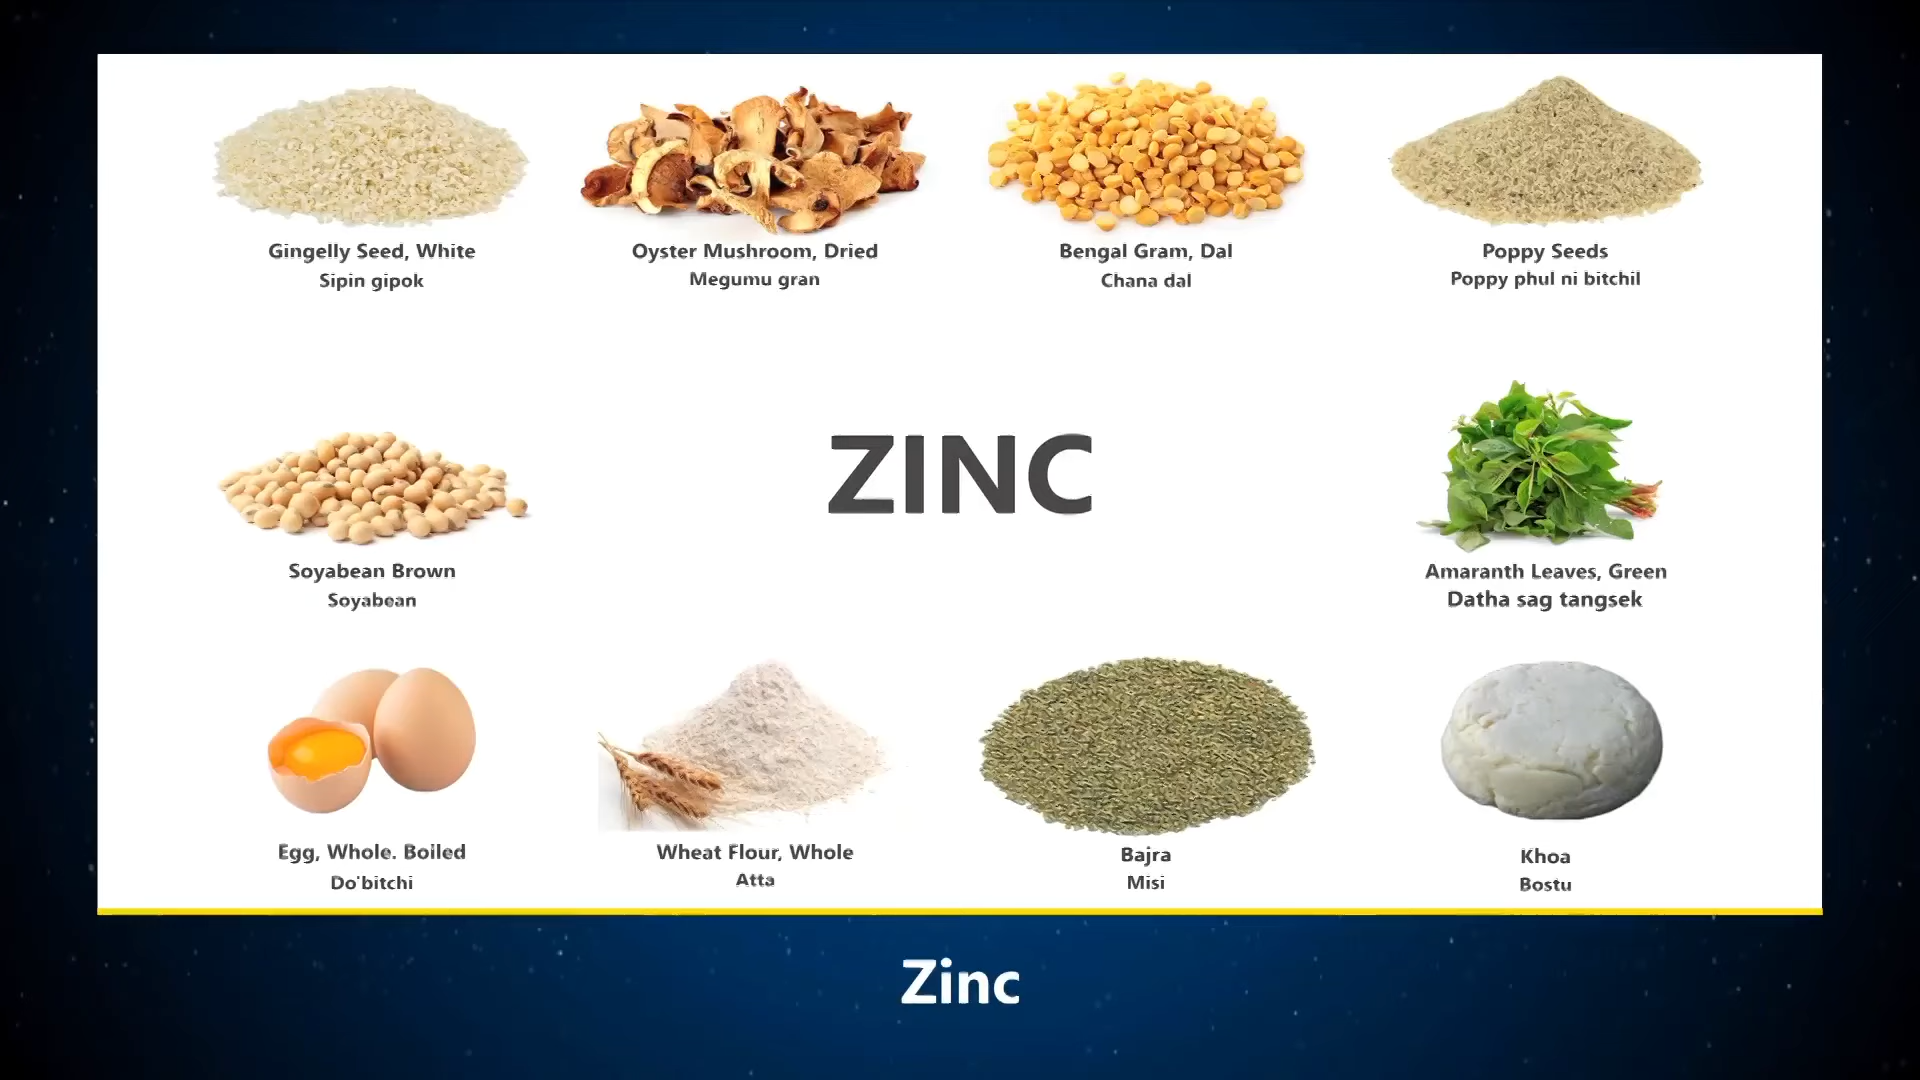 Gingelly Seed, White
Sipin gipok
Oyster Mushroom, Dried
Megumu gran
Bengal Gram, Dal
Chana dal
Poppy Seeds
Poppy phul ni bitchil
ZINC
Soyabean Brown
Soyabean
Amaranth Leaves, Green
Datha sag tangsek
Egg, Whole. Boiled
Do'bitchi
Wheat Flour, Whole
Atta
Bajra
Misi
Khoa
Bostu
Zinc